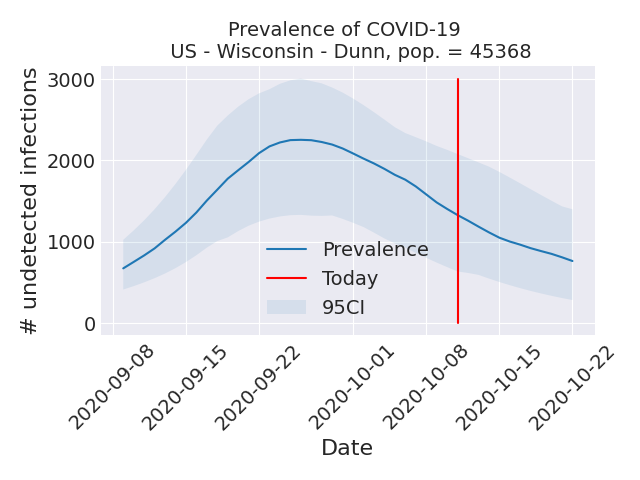 Prevalence of COVID-19
US - Wisconsin - Dunn, pop. = 45368
# undetected infections
3000
2000
1000
0
Prevalence
Today
95CI
2020-09-08
2020-09-15
2020-09-22
2020-10-01
2020-10-08
2020-10-15
2020-10-22
Date